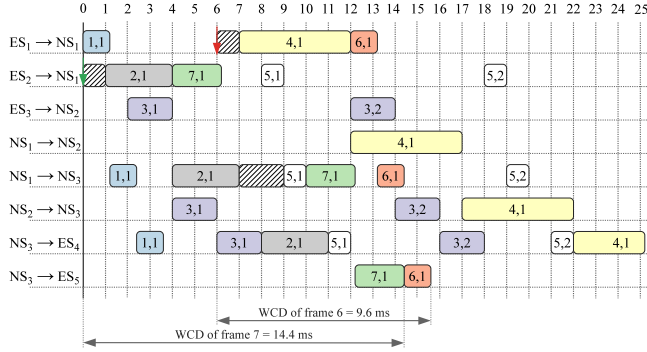 0 1 2 3 4 5 6 7 8 9 10 11 12 13 14 15 16 17 18 19 20 21 22 23 24 25
ES1 → NS1 1,1 4,1 6,1
ES2 → NS1 2,1 7,1 8,1 8,2
ES3 → NS2 3,1 3,2
NS1 → NS2 4,1
NS1 → NS3 1,1 2,1 5,1 7,1 6,1 5,2
NS2 → NS3 3,1 3,2 4,1
NS3 → ES4 1,1 3,1 2,1 5,1 3,2 5,2 4,1
NS3 → ES5 7,1 6,1
WCD of frame 6 = 9.6 ms
WCD of frame 7 = 14.4 ms